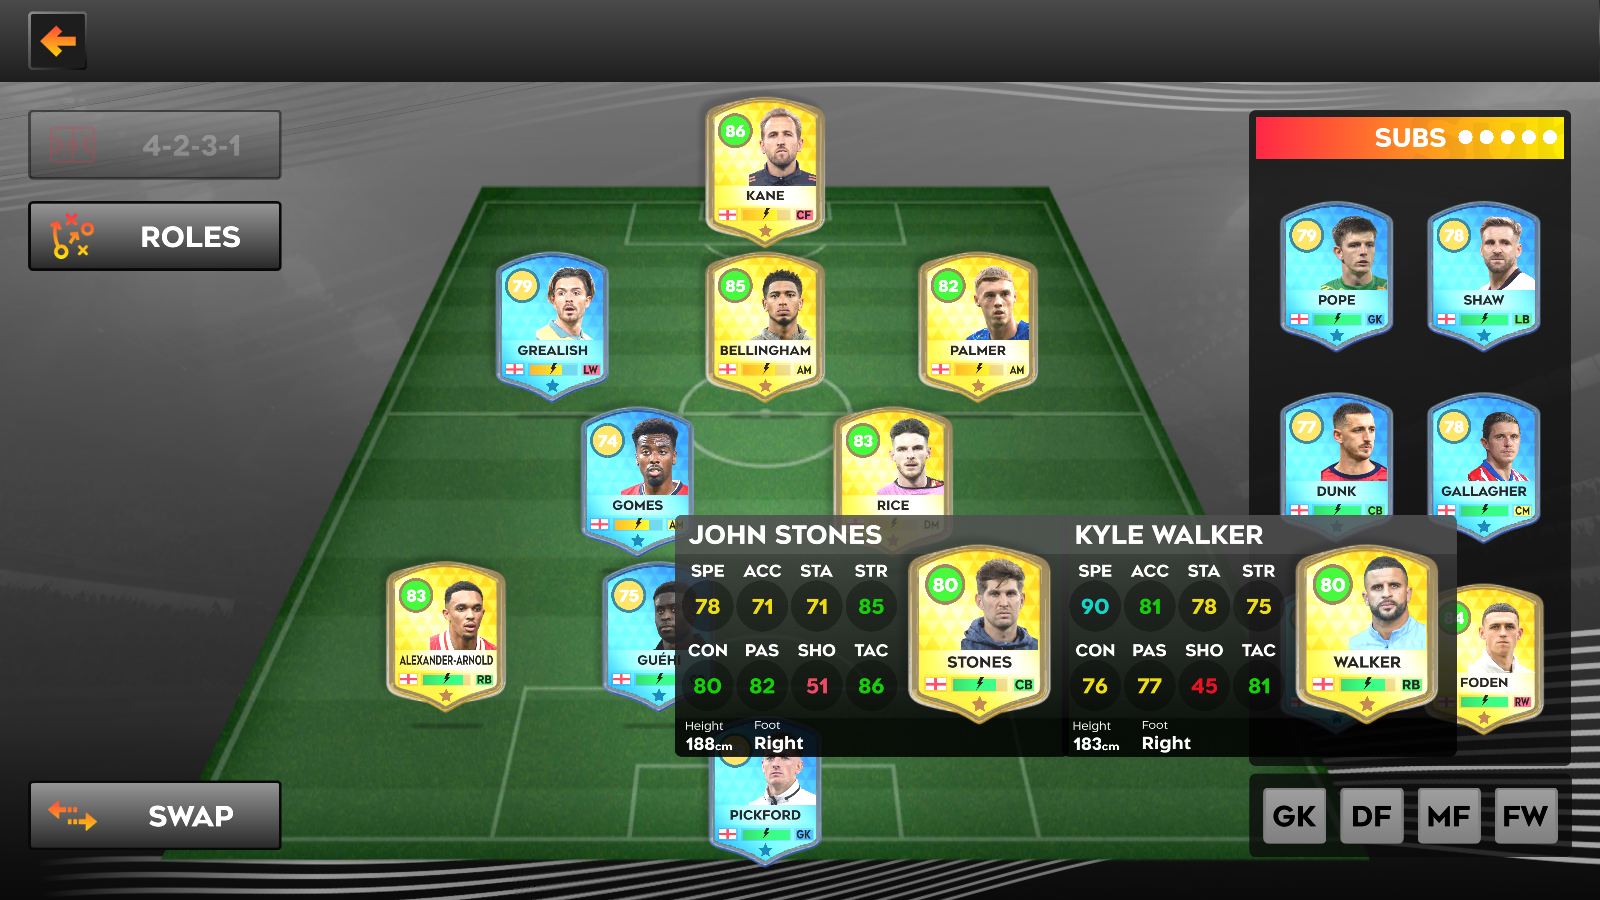 4-2-3-1
ROLES
SWAP
86
KANE
CF
79
GREALISH
LW
85
BELLINGHAM
AM
82
PALMER
AM
74
GOMES
AM
83
RICE
DM
83
ALEXANDER-ARNOLD
RB
75
GUÉHI
PICKFORD
GK
JOHN STONES
SPE ACC STA STR
78 71 71 85
CON PAS SHO TAC
80 82 51 86
Height Foot
188cm Right
80
STONES
CB
KYLE WALKER
SPE ACC STA STR
90 81 78 75
CON PAS SHO TAC
76 77 45 81
Height Foot
183cm Right
80
WALKER
RB
SUBS
79
POPE
GK
78
SHAW
LB
77
DUNK
CB
78
GALLAGHER
CM
84
FODEN
RW
GK DF MF FW